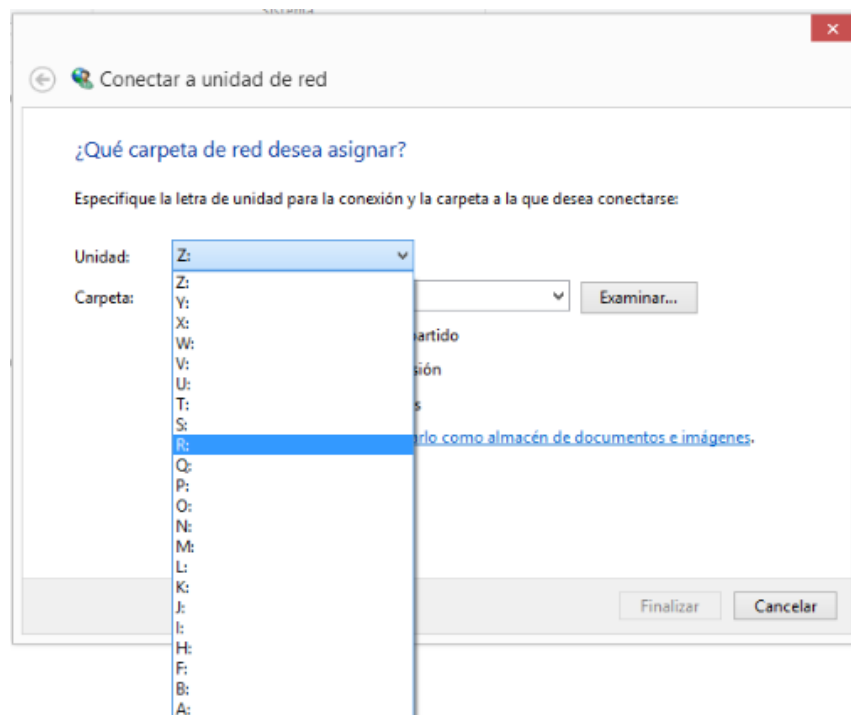 Sistema
Conectar a unidad de red
¿Qué carpeta de red desea asignar?
Especifique la letra de unidad para la conexión y la carpeta a la que desea conectarse:
Unidad: Z:
Z:
Carpeta: Examinar...
Y:
X:
artido
W:
V:
sión
U:
T:
s
S:
R:
rlo como almacén de documentos e imágenes.
Q:
P:
O:
N:
M:
L:
K:
J:
Finalizar Cancelar
I:
H:
F:
B:
A: